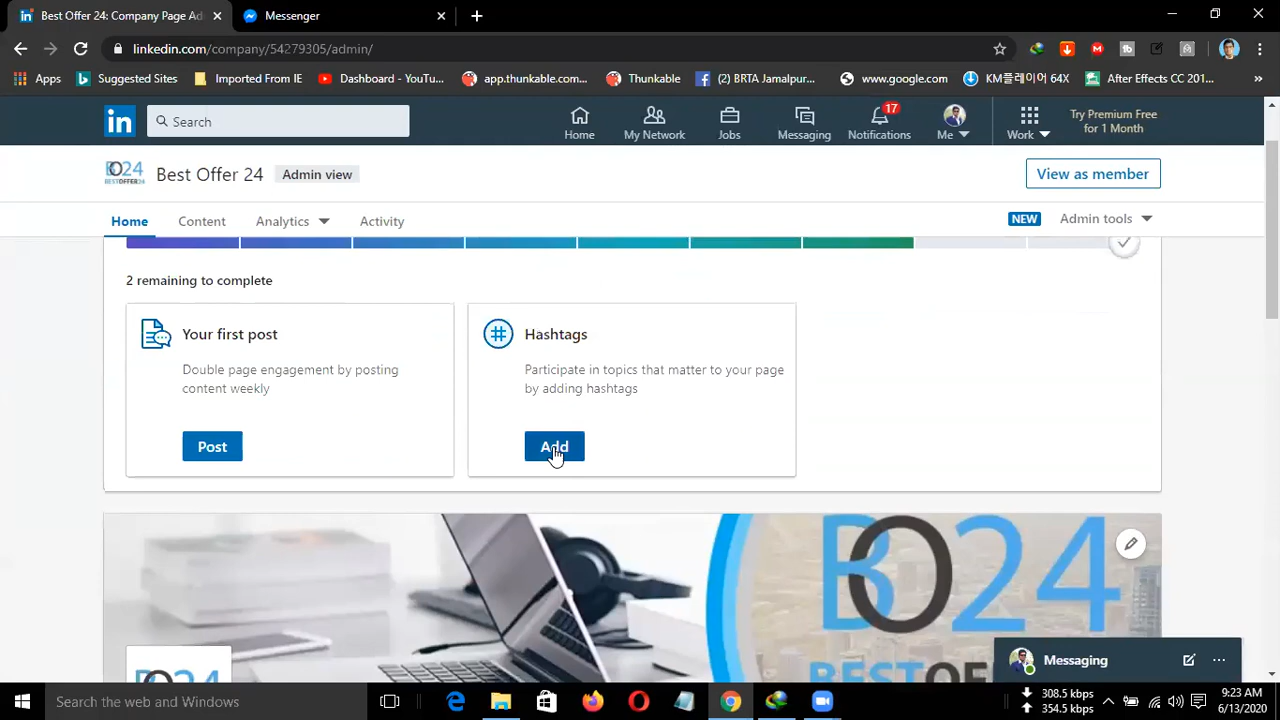 Best Offer 24: Company Page Ad
Messenger
linkedin.com/company/54279305/admin/
Apps
Suggested Sites
Imported From IE
Dashboard - YouTu...
app.thunkable.com...
Thunkable
(2) BRTA Jamalpur...
www.google.com
KM플레이어 64X
After Effects CC 201...
»
in
Search
Home
My Network
Jobs
Messaging
17
Notifications
Me
Work
Try Premium Free
for 1 Month
BO24
BESTOFFER24
Best Offer 24
Admin view
View as member
Home
Content
Analytics
Activity
NEW
Admin tools
2 remaining to complete
Your first post
Double page engagement by posting
content weekly
Post
Hashtags
Participate in topics that matter to your page
by adding hashtags
Add
BO24
BESTOFFE
BO24
Messaging
Search the web and Windows
308.5 kbps
354.5 kbps
9:23 AM
6/13/2020